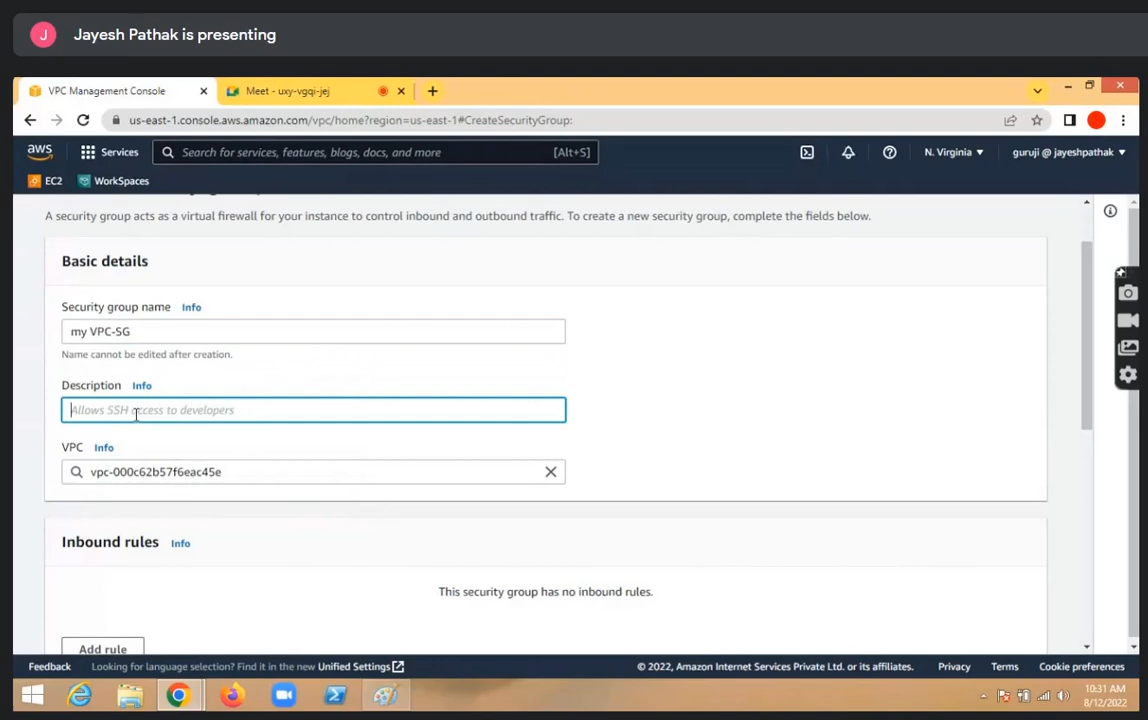 J
Jayesh Pathak is presenting
VPC Management Console
Meet - uxy-vgqi-jej
us-east-1.console.aws.amazon.com/vpc/home?region=us-east-1#CreateSecurityGroup:
aws
Services
Search for services, features, blogs, docs, and more
[Alt+S]
N. Virginia
guruji @ jayeshpathak
EC2
WorkSpaces
A security group acts as a virtual firewall for your instance to control inbound and outbound traffic. To create a new security group, complete the fields below.
Basic details
Security group name Info
my VPC-SG
Name cannot be edited after creation.
Description Info
Allows SSH access to developers
VPC Info
vpc-000c62b57f6eac45e
Inbound rules Info
This security group has no inbound rules.
Add rule
Feedback
Looking for language selection? Find it in the new Unified Settings
© 2022, Amazon Internet Services Private Ltd. or its affiliates.
Privacy
Terms
Cookie preferences
10:31 AM
8/12/2022